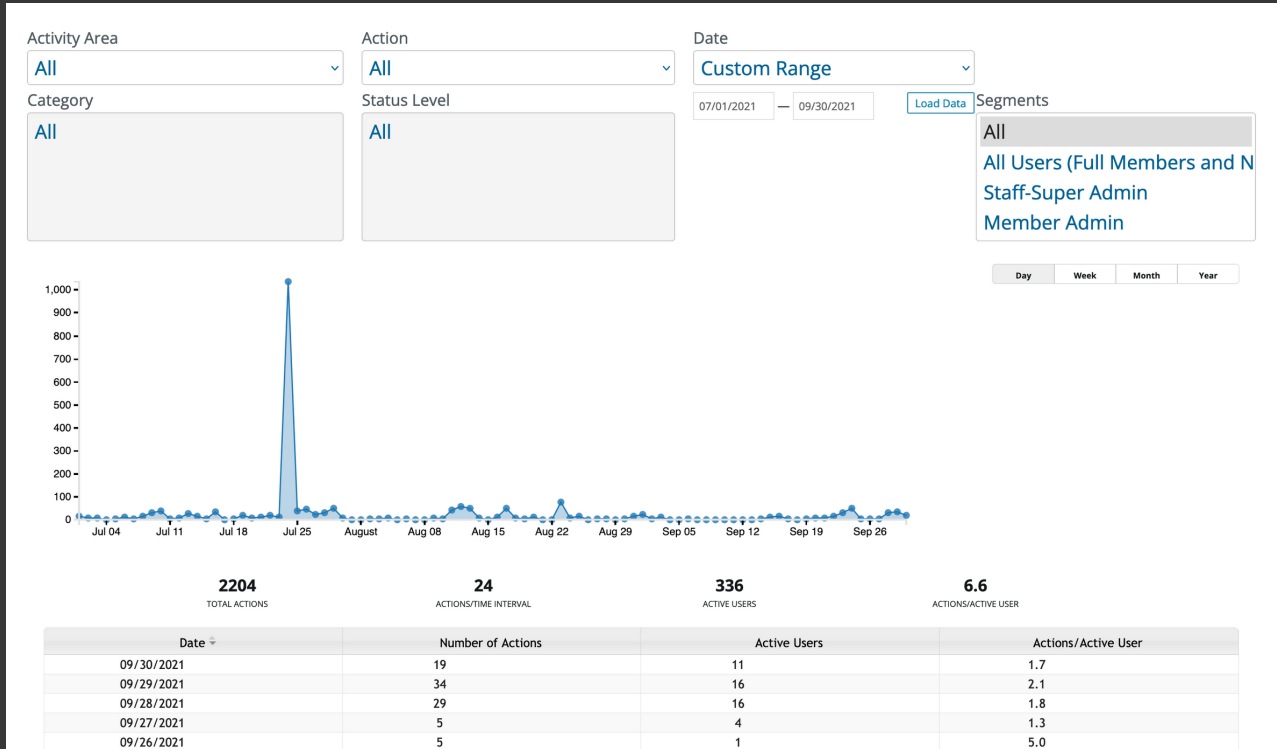 Activity Area Action Date
All All Custom Range
Category Status Level 07/01/2021 — 09/30/2021 Load Data Segments
All All All
All Users (Full Members and N
Staff-Super Admin
Member Admin
Day Week Month Year
1,000
900
800
700
600
500
400
300
200
100
0
Jul 04 Jul 11 Jul 18 Jul 25 August Aug 08 Aug 15 Aug 22 Aug 29 Sep 05 Sep 12 Sep 19 Sep 26
2204 24 336 6.6
TOTAL ACTIONS ACTIONS/TIME INTERVAL ACTIVE USERS ACTIONS/ACTIVE USER
Date Number of Actions Active Users Actions/Active User
09/30/2021 19 11 1.7
09/29/2021 34 16 2.1
09/28/2021 29 16 1.8
09/27/2021 5 4 1.3
09/26/2021 5 1 5.0